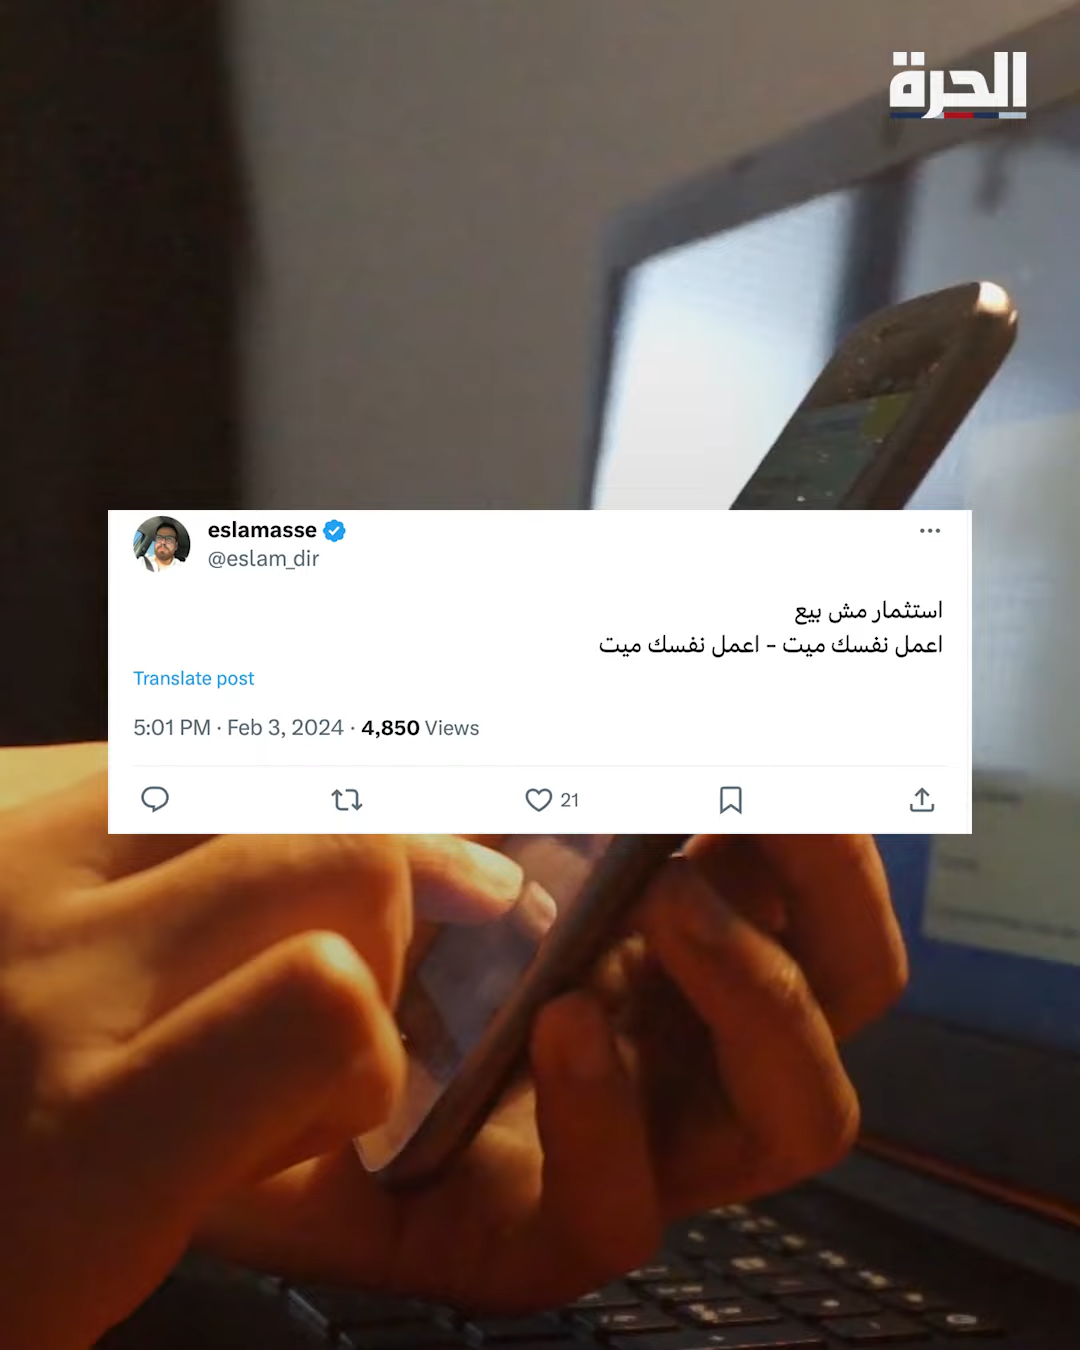 الحرة
eslamasse
@eslam_dir
استثمار مش بيع
اعمل نفسك ميت - اعمل نفسك ميت
Translate post
5:01 PM · Feb 3, 2024 · 4,850 Views
21